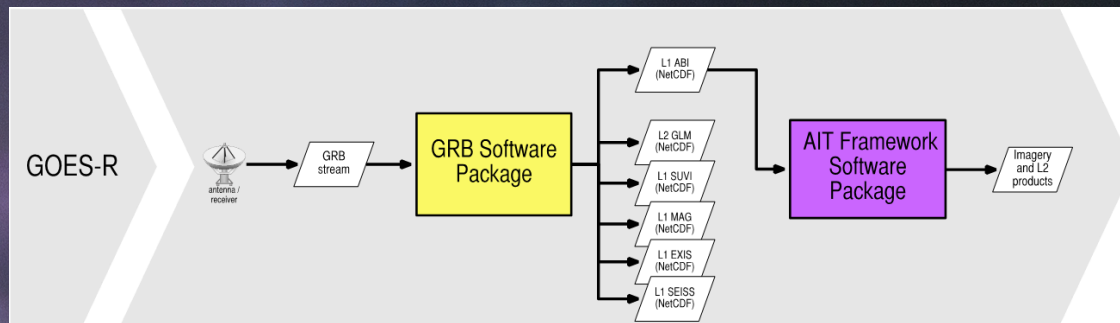 GOES-R
antenna /
receiver
GRB
stream
GRB Software
Package
L1 ABI
(NetCDF)
L2 GLM
(NetCDF)
L1 SUVI
(NetCDF)
L1 MAG
(NetCDF)
L1 EXIS
(NetCDF)
L1 SEISS
(NetCDF)
AIT Framework
Software
Package
Imagery
and L2
products